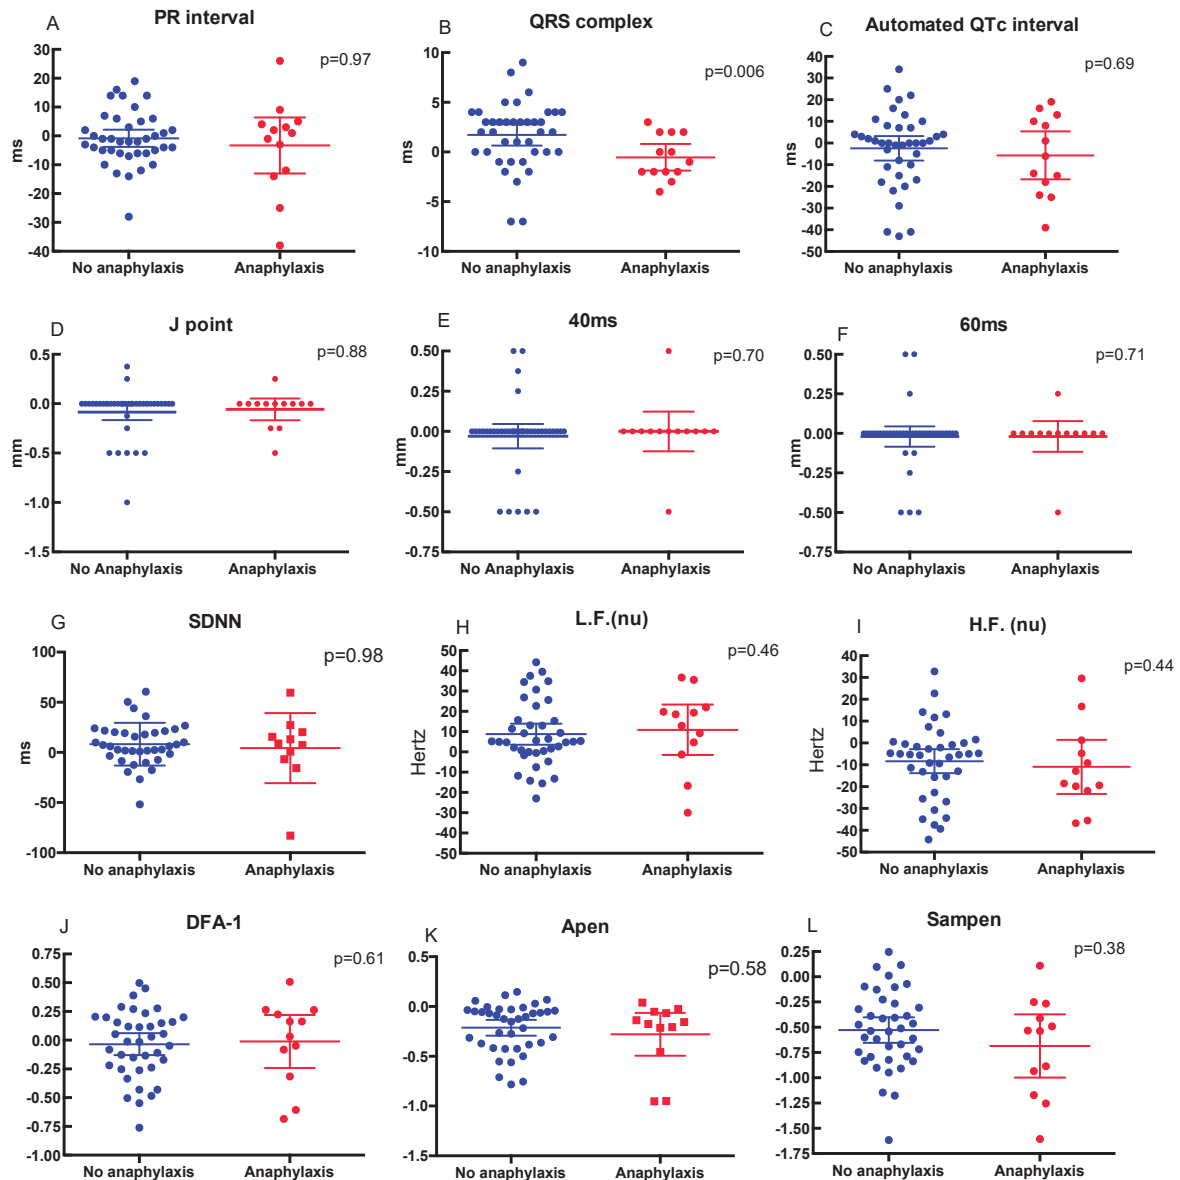 A PR interval
p=0.97
ms
30
20
10
0
-10
-20
-30
-40
No anaphylaxis Anaphylaxis
B QRS complex
p=0.006
ms
10
5
0
-5
-10
No anaphylaxis Anaphylaxis
C Automated QTc interval
p=0.69
ms
40
30
20
10
0
-10
-20
-30
-40
-50
No anaphylaxis Anaphylaxis
D J point
p=0.88
mm
0.5
0.0
-0.5
-1.0
-1.5
No Anaphylaxis Anaphylaxis
E 40ms
p=0.70
mm
0.50
0.25
0.00
-0.25
-0.50
-0.75
No Anaphylaxis Anaphylaxis
F 60ms
p=0.71
mm
0.50
0.25
0.00
-0.25
-0.50
-0.75
No Anaphylaxis Anaphylaxis
G SDNN
p=0.98
ms
100
50
0
-50
-100
No anaphylaxis Anaphylaxis
H L.F.(nu)
p=0.46
Hertz
50
40
30
20
10
0
10
20
30
40
50
No anaphylaxis Anaphylaxis
I H.F. (nu)
p=0.44
Hertz
40
30
20
10
0
-10
-20
-30
-40
-50
No anaphylaxis Anaphylaxis
J DFA-1
p=0.61
0.75
0.50
0.25
0.00
-0.25
-0.50
-0.75
-1.00
No anaphylaxis Anaphylaxis
K Apen
p=0.58
0.5
0.0
-0.5
-1.0
-1.5
No anaphylaxis Anaphylaxis
L Sampen
p=0.38
0.25
0.00
-0.25
-0.50
-0.75
-1.00
-1.25
-1.50
-1.75
No anaphylaxis Anaphylaxis